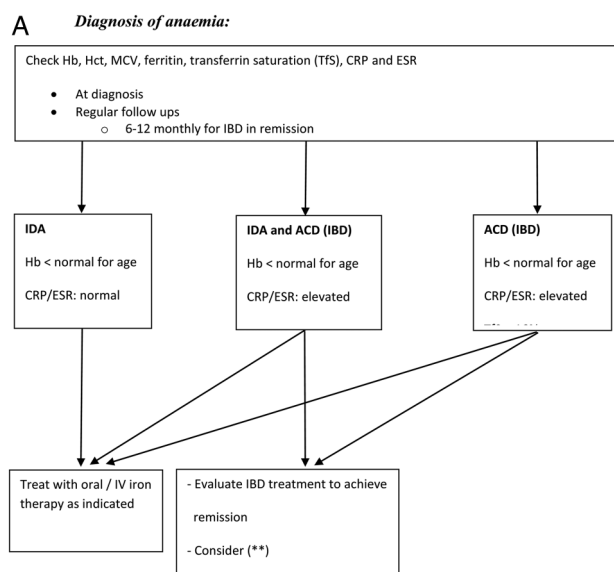 A
Diagnosis of anaemia:
Check Hb, Hct, MCV, ferritin, transferrin saturation (TfS), CRP and ESR
• At diagnosis
• Regular follow ups
o 6-12 monthly for IBD in remission
IDA
Hb < normal for age
CRP/ESR: normal
IDA and ACD (IBD)
Hb < normal for age
CRP/ESR: elevated
ACD (IBD)
Hb < normal for age
CRP/ESR: elevated
Treat with oral / IV iron
therapy as indicated
- Evaluate IBD treatment to achieve
remission
- Consider (**)